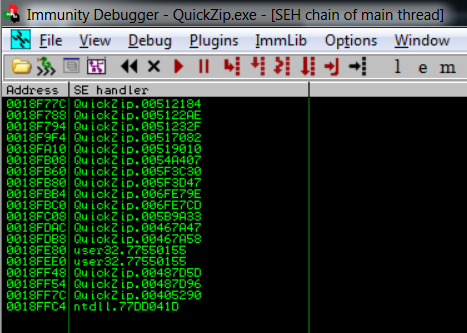 Immunity Debugger - QuickZip.exe - [SEH chain of main thread]
File View Debug Plugins ImmLib Options Window
l e m
Address SE handler
0018F77C QuickZip.00512184
0018F788 QuickZip.005122AE
0018F794 QuickZip.0051232F
0018F9F4 QuickZip.00517082
0018FA10 QuickZip.00519010
0018FB08 QuickZip.0054A407
0018FB60 QuickZip.005F3C30
0018FB80 QuickZip.005F3D47
0018FBB4 QuickZip.006FE79E
0018FBC0 QuickZip.006FE7CD
0018FC08 QuickZip.005B9A33
0018FDAC QuickZip.00467A47
0018FDB8 QuickZip.00467A58
0018FE80 user32.77550155
0018FEE0 user32.77550155
0018FF48 QuickZip.00487D5D
0018FF54 QuickZip.00487D96
0018FF7C QuickZip.00405290
0018FFC4 ntdll.77DD041D